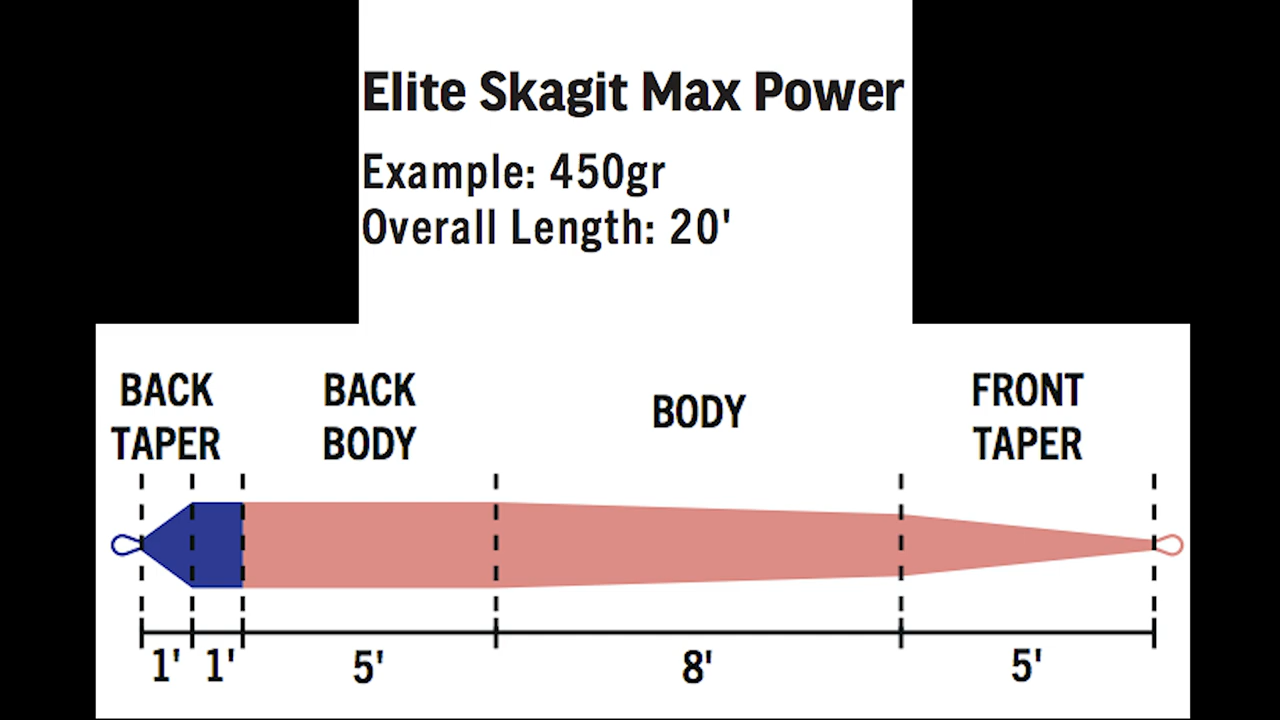 Elite Skagit Max Power
Example: 450gr
Overall Length: 20'
BACK
TAPER
BACK
BODY
BODY
FRONT
TAPER
1' 1' 5' 8' 5'